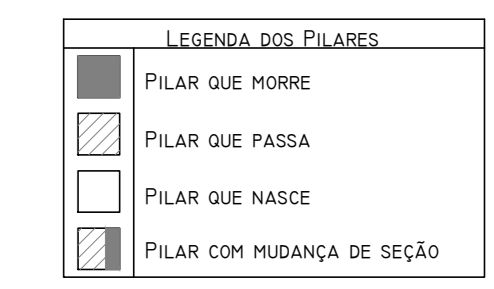 LEGENDA DOS PILARES
PILAR QUE MORRE
PILAR QUE PASSA
PILAR QUE NASCE
PILAR COM MUDANÇA DE SEÇÃO